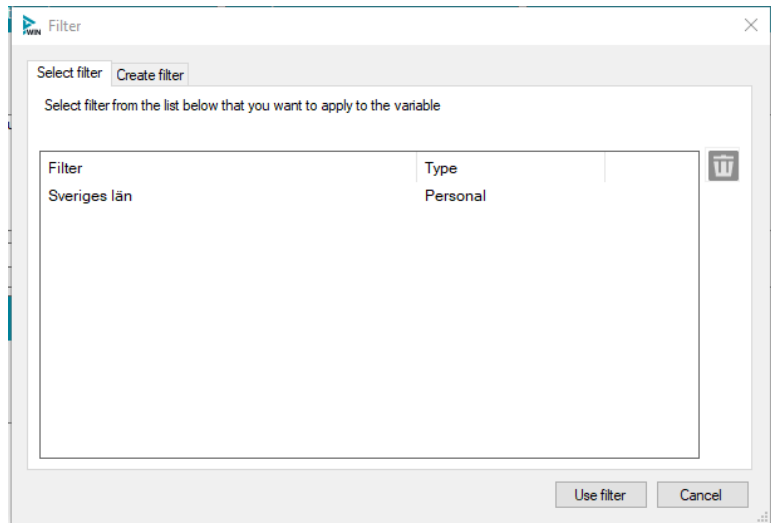 PWIN Filter
Select filter Create filter
Select filter from the list below that you want to apply to the variable
Filter Type
Sveriges län Personal
Use filter Cancel